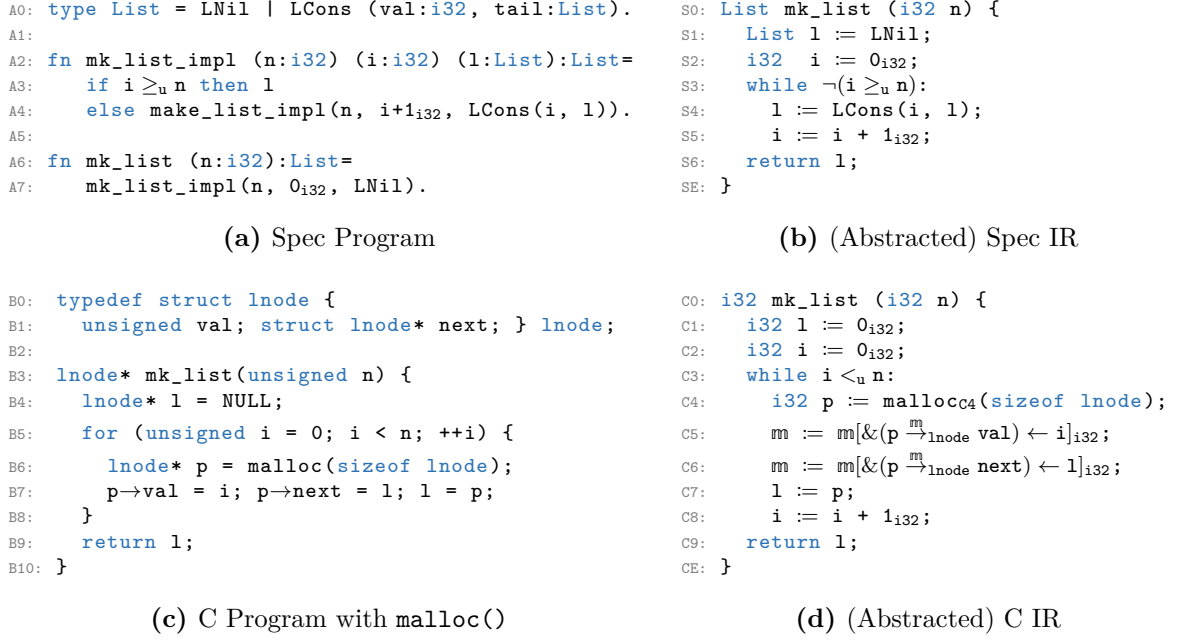 A0: type List = LNil | LCons (val:i32, tail:List).
A1:
A2: fn mk_list_impl (n:i32) (i:i32) (l:List):List=
A3:    if i ≥ᵤ n then l
A4:    else make_list_impl(n, i+1ᵢ₃₂, LCons(i, l)).
A5:
A6: fn mk_list (n:i32):List=
A7:    mk_list_impl(n, 0ᵢ₃₂, LNil).
(a) Spec Program
S0: List mk_list (i32 n) {
S1:   List l := LNil;
S2:   i32  i := 0ᵢ₃₂;
S3:   while ¬(i ≥ᵤ n):
S4:     l := LCons(i, l);
S5:     i := i + 1ᵢ₃₂;
S6:   return l;
SE: }
(b) (Abstracted) Spec IR
B0: typedef struct lnode {
B1:   unsigned val; struct lnode* next; } lnode;
B2:
B3: lnode* mk_list(unsigned n) {
B4:   lnode* l = NULL;
B5:   for (unsigned i = 0; i < n; ++i) {
B6:     lnode* p = malloc(sizeof lnode);
B7:     p→val = i; p→next = l; l = p;
B8:   }
B9:   return l;
B10: }
(c) C Program with malloc()
C0: i32 mk_list (i32 n) {
C1:   i32 l := 0ᵢ₃₂;
C2:   i32 i := 0ᵢ₃₂;
C3:   while i <ᵤ n:
C4:     i32 p := malloc_C4(sizeof lnode);
C5:     𝕞 := 𝕞[&(p →^𝕞_lnode val) ← i]ᵢ₃₂;
C6:     𝕞 := 𝕞[&(p →^𝕞_lnode next) ← l]ᵢ₃₂;
C7:     l := p;
C8:     i := i + 1ᵢ₃₂;
C9:   return l;
CE: }
(d) (Abstracted) C IR